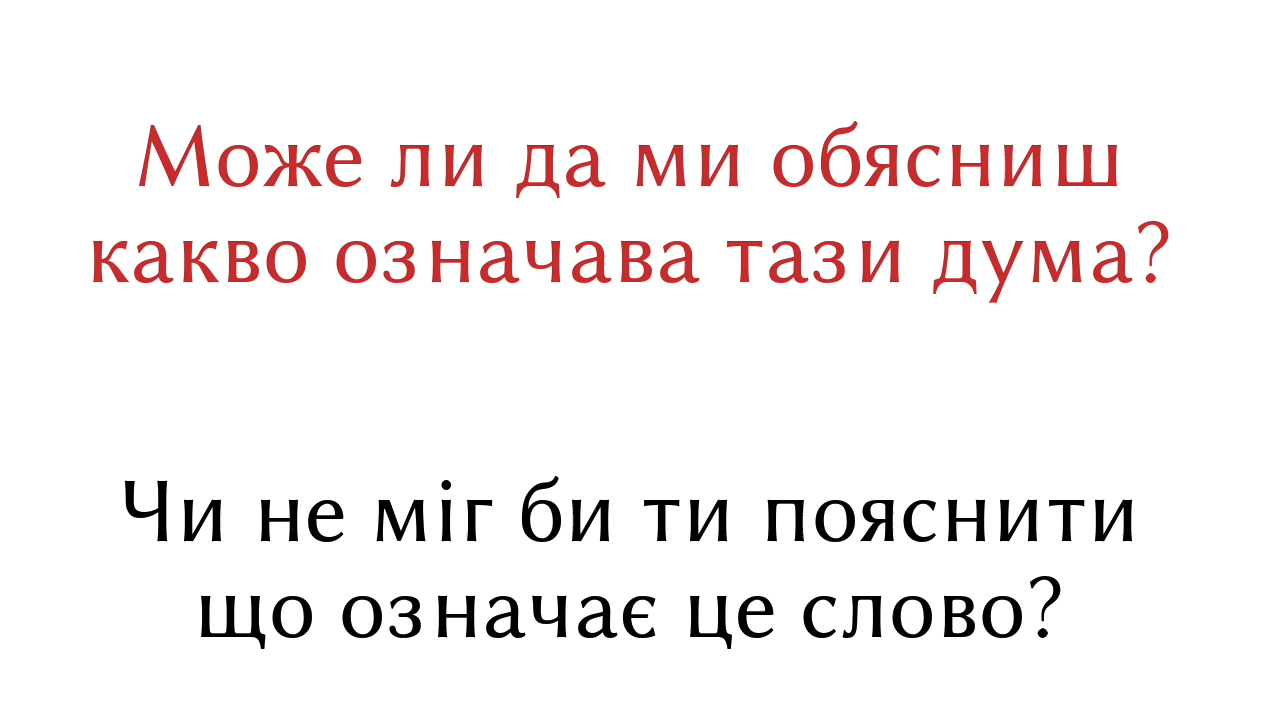 Може ли да ми обясниш
какво означава тази дума?
Чи не міг би ти пояснити
що означає це слово?